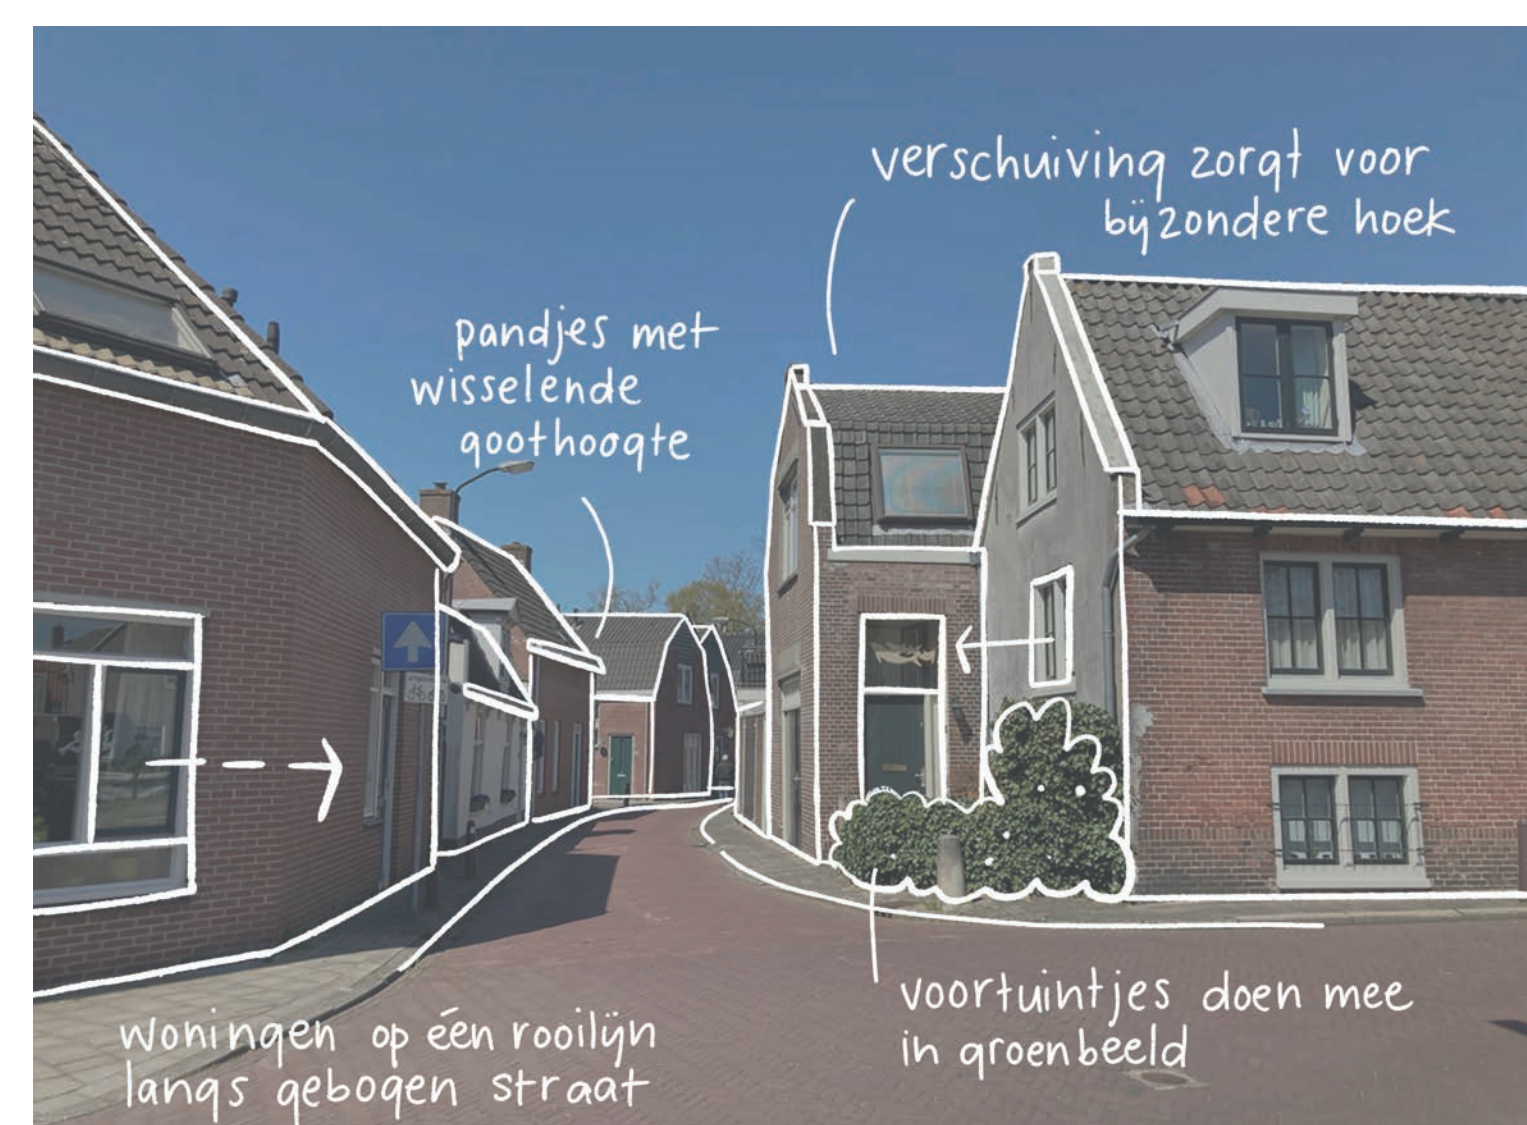 verschuiving zorgt voor
bijzondere hoek
pandjes met
wisselende
goothoogte
voortuintjes doen mee
in groenbeeld
woningen op één rooilijn
langs gebogen straat